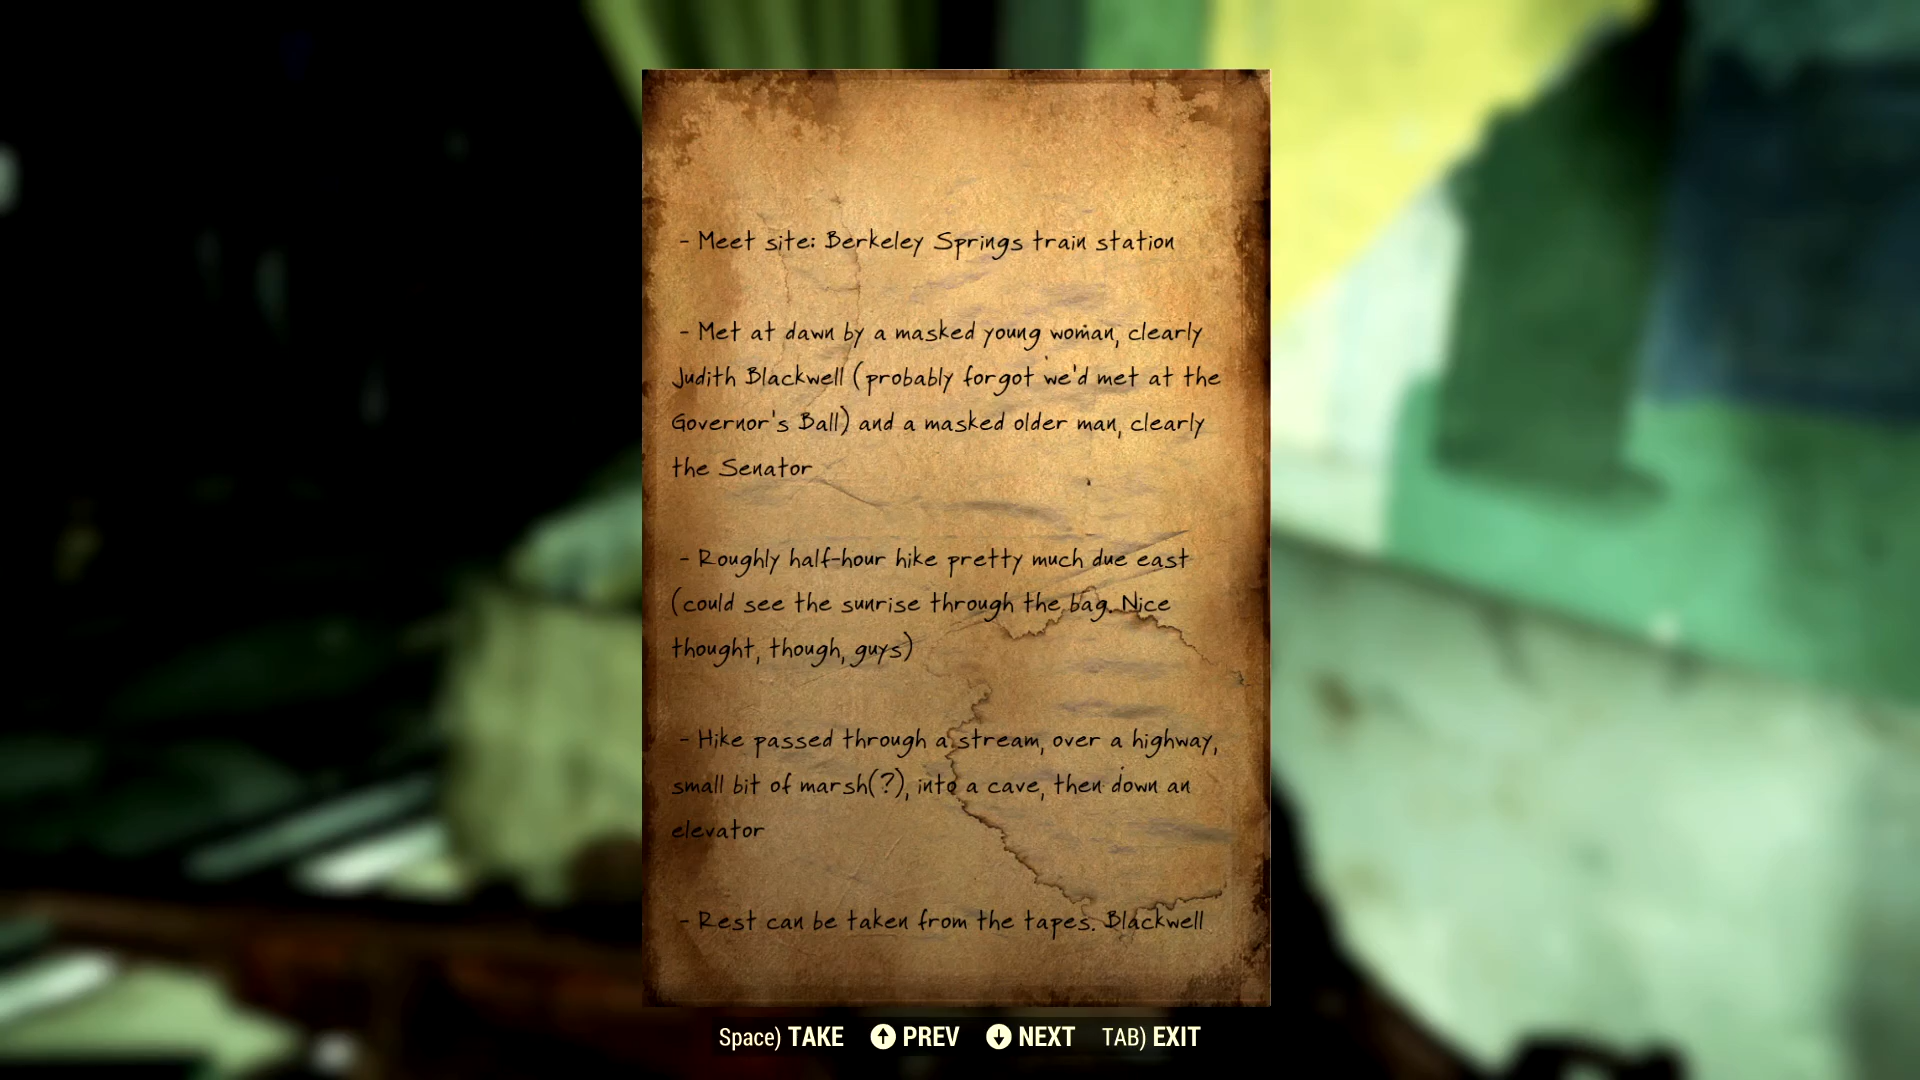 - Meet site: Berkeley Springs train station
- Met at dawn by a masked young woman, clearly
Judith Blackwell (probably forgot we'd met at the
Governor's Ball) and a masked older man, clearly
the Senator
- Roughly half-hour hike pretty much due east
(could see the sunrise through the bag. Nice
thought, though, guys)
- Hike passed through a stream, over a highway,
small bit of marsh(?), into a cave, then down an
elevator
- Rest can be taken from the tapes. Blackwell
Space) TAKE PREV NEXT TAB) EXIT